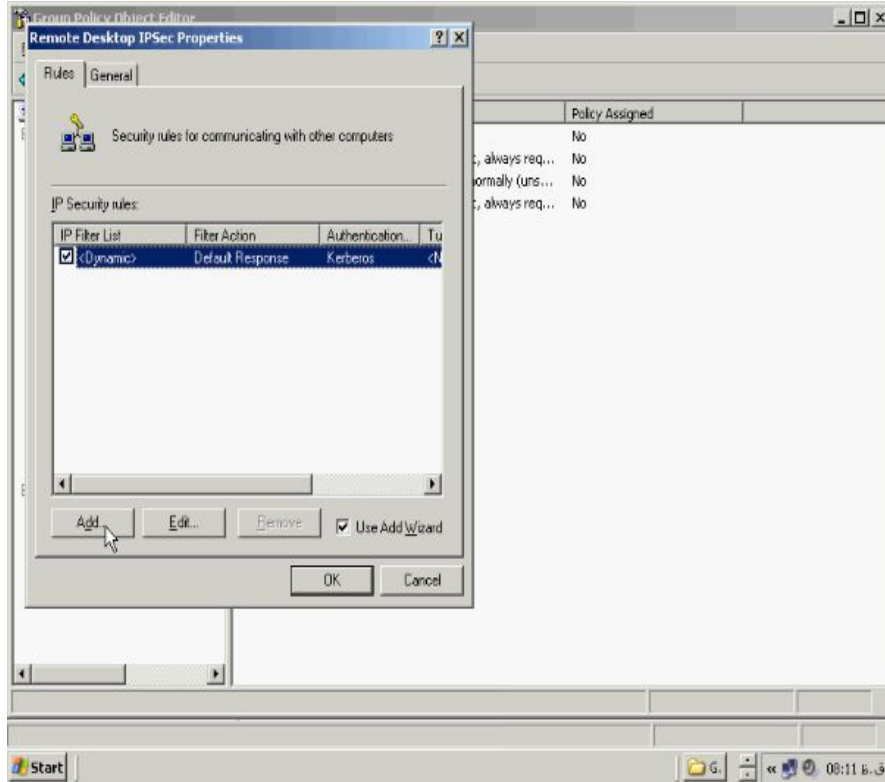 Group Policy Object Editor
Remote Desktop IPSec Properties
Rules General
Policy Assigned
Security rules for communicating with other computers
No
, always req... No
ormally (uns... No
, always req... No
IP Security rules:
IP Filter List Filter Action Authentication... Tu
<Dynamic> Default Response Kerberos <N
Add... Edit... Remove Use Add Wizard
OK Cancel
Start G. « 08:11 ق.ظ